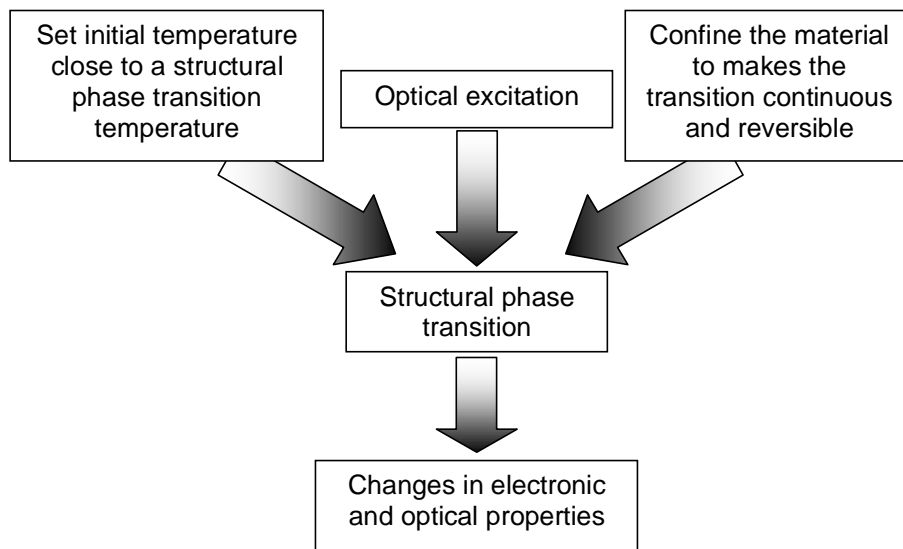 Set initial temperature
close to a structural
phase transition
temperature
Optical excitation
Confine the material
to makes the
transition continuous
and reversible
Structural phase
transition
Changes in electronic
and optical properties